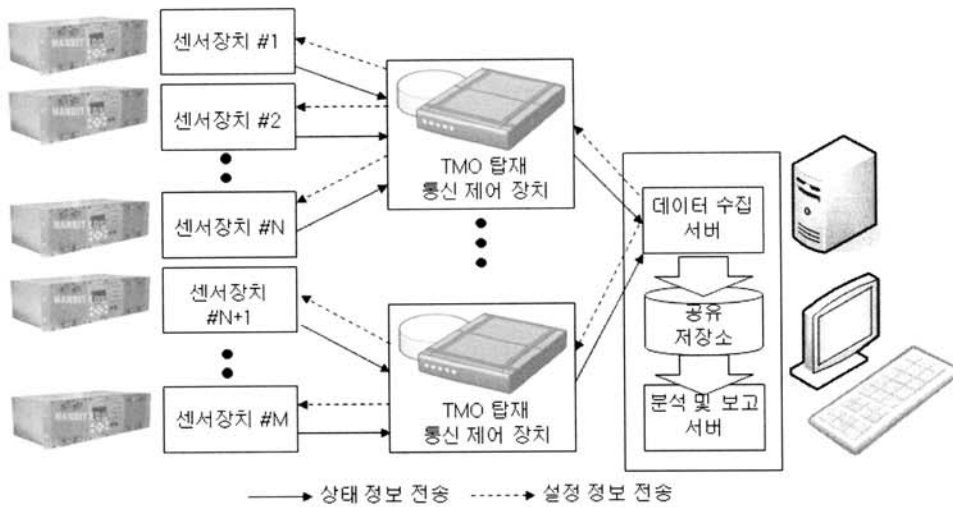 센서장치 #1
센서장치 #2
센서장치 #N
센서장치
#N+1
센서장치 #M
TMO 탑재
통신 제어 장치
TMO 탑재
통신 제어 장치
데이터 수집
서버
공유
저장소
분석 및 보고
서버
상태 정보 전송
설정 정보 전송